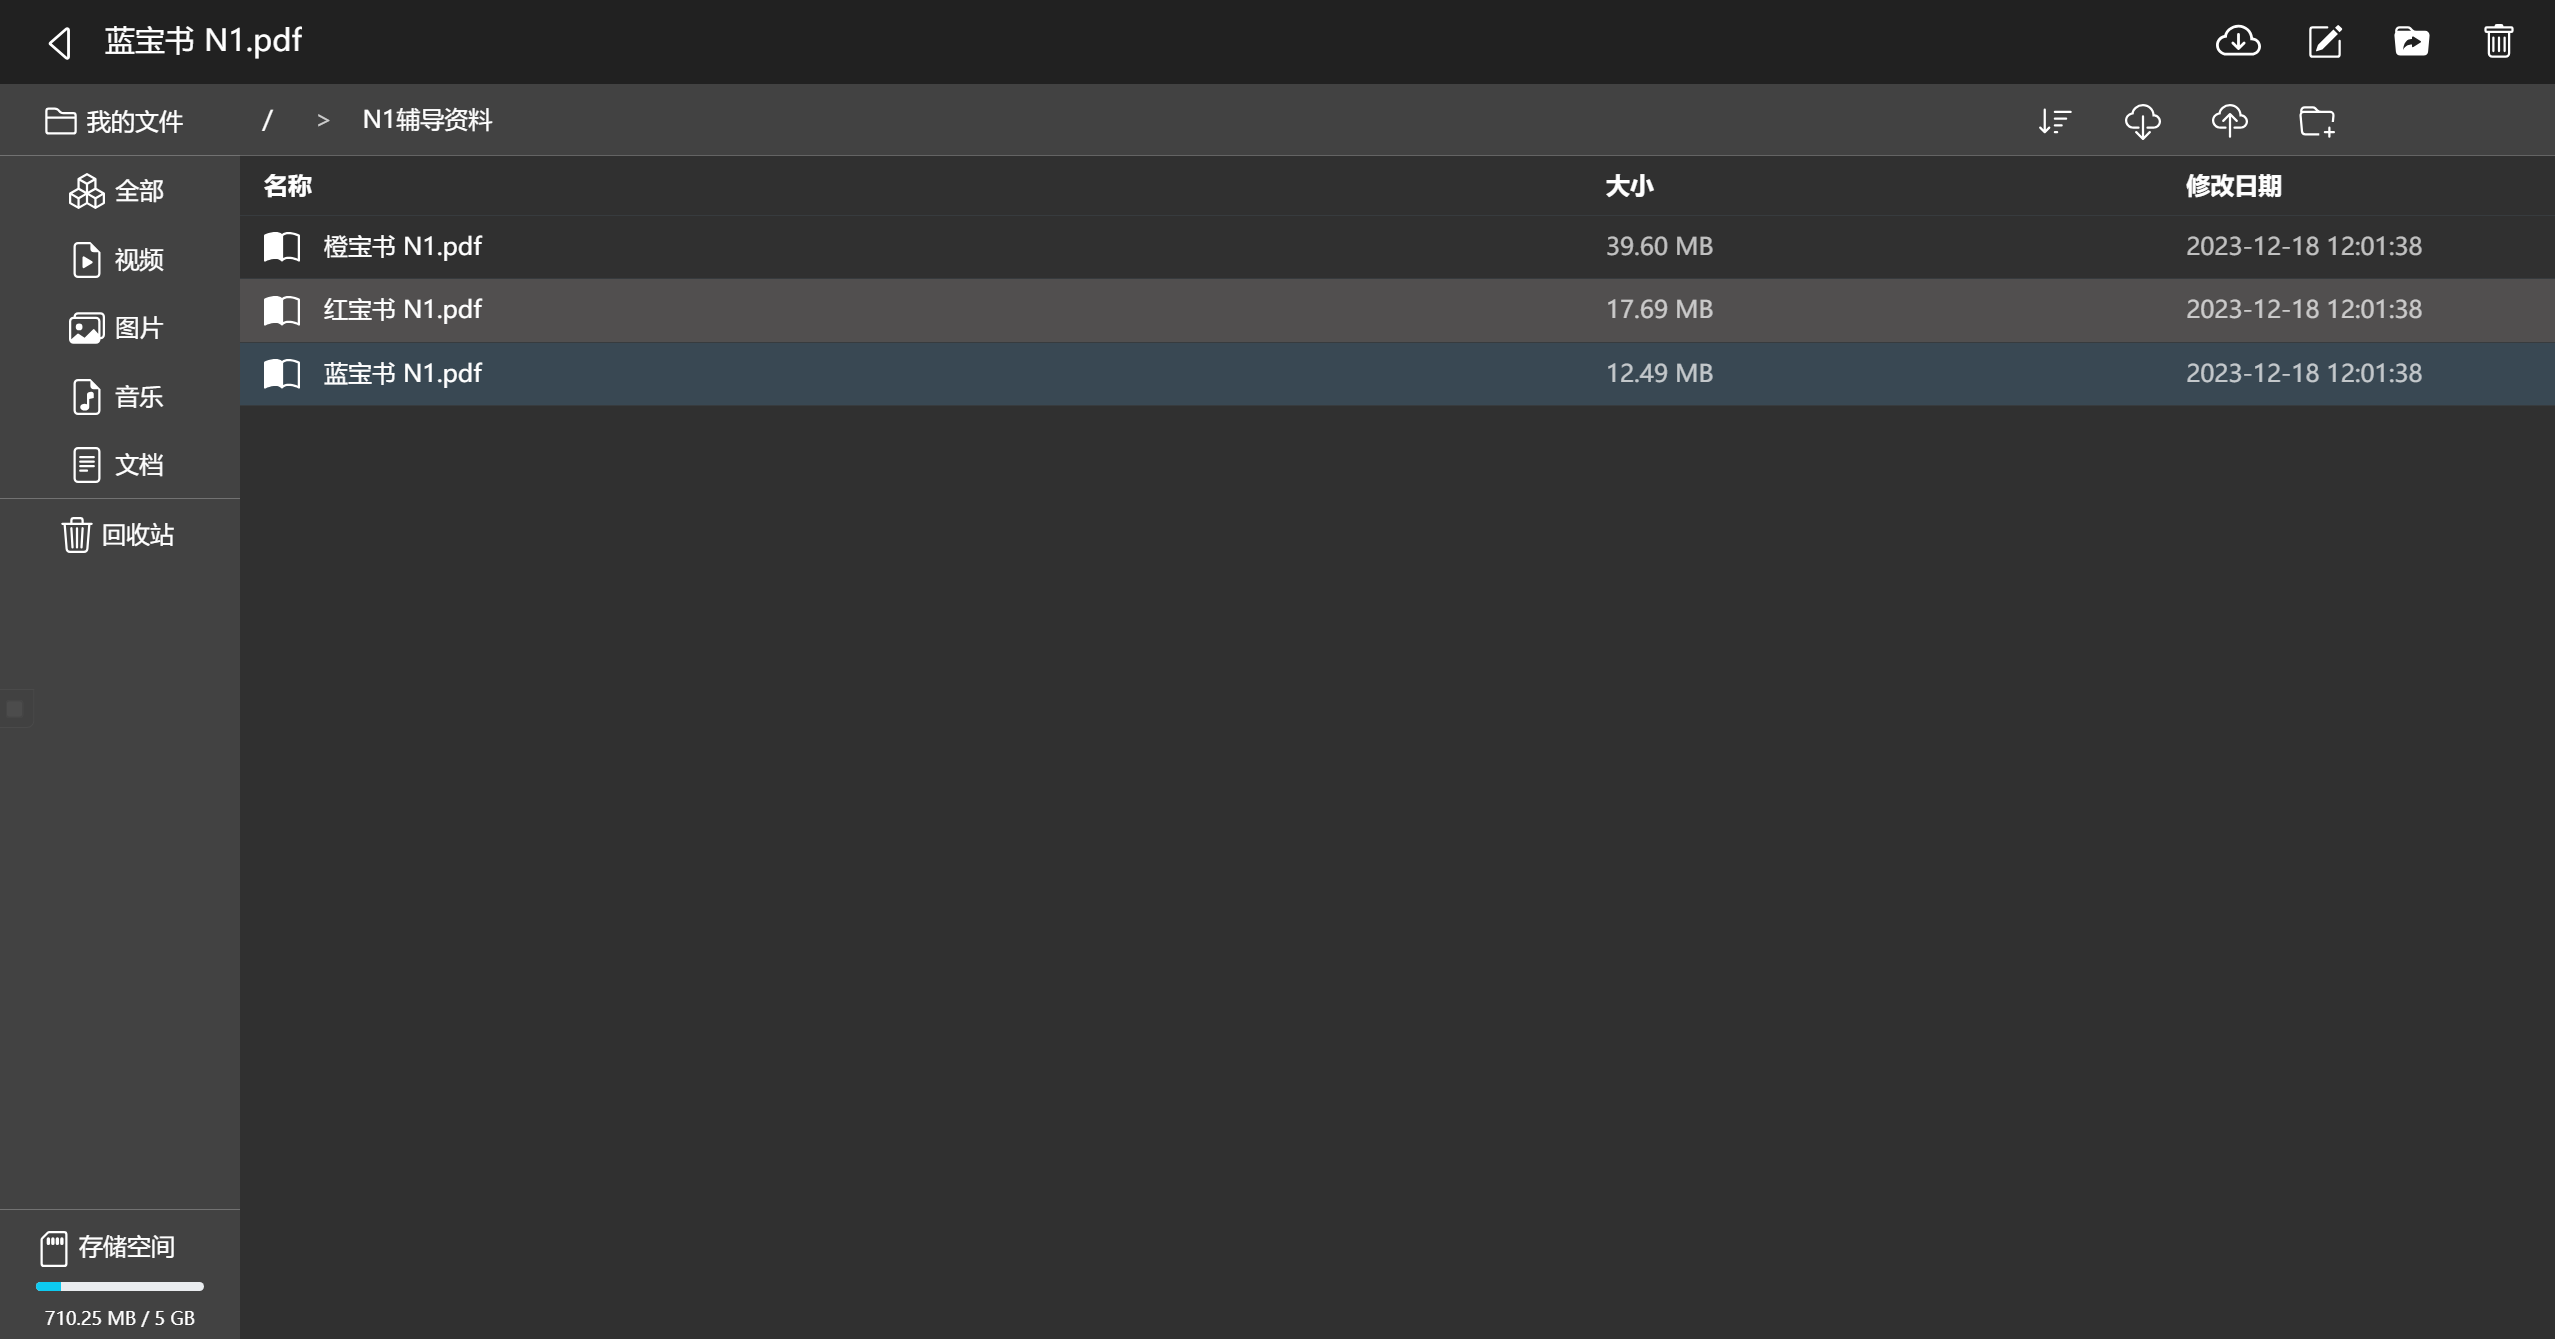 蓝宝书 N1.pdf
我的文件 / > N1辅导资料
全部
视频
图片
音乐
文档
回收站
名称 大小 修改日期
橙宝书 N1.pdf 39.60 MB 2023-12-18 12:01:38
红宝书 N1.pdf 17.69 MB 2023-12-18 12:01:38
蓝宝书 N1.pdf 12.49 MB 2023-12-18 12:01:38
存储空间
710.25 MB / 5 GB